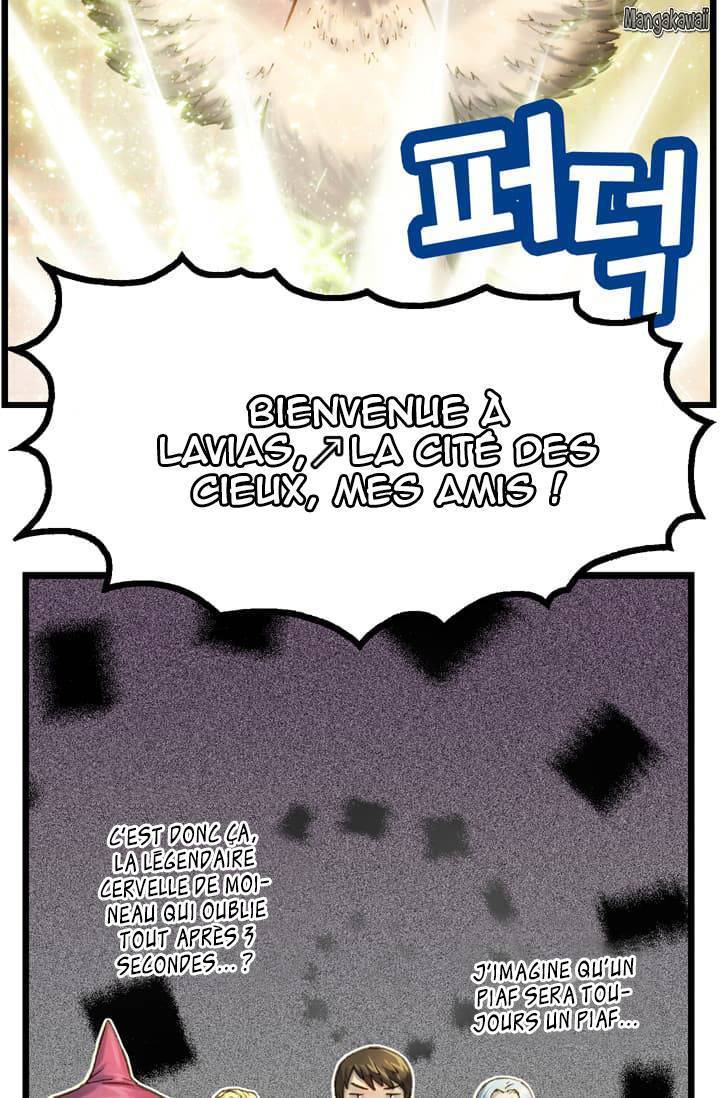 Mangakawaii
퍼덕
BIENVENUE À
LAVIAS,↗LA CITÉ DES
CIEUX, MES AMIS !
C'EST DONC ÇA,
LA LÉGENDAIRE
CERVELLE DE MOI-
NEAU QUI OUBLIE
TOUT APRÈS 3
SECONDES...?
J'IMAGINE QU'UN
PIAF SERA TOU-
JOURS UN PIAF...